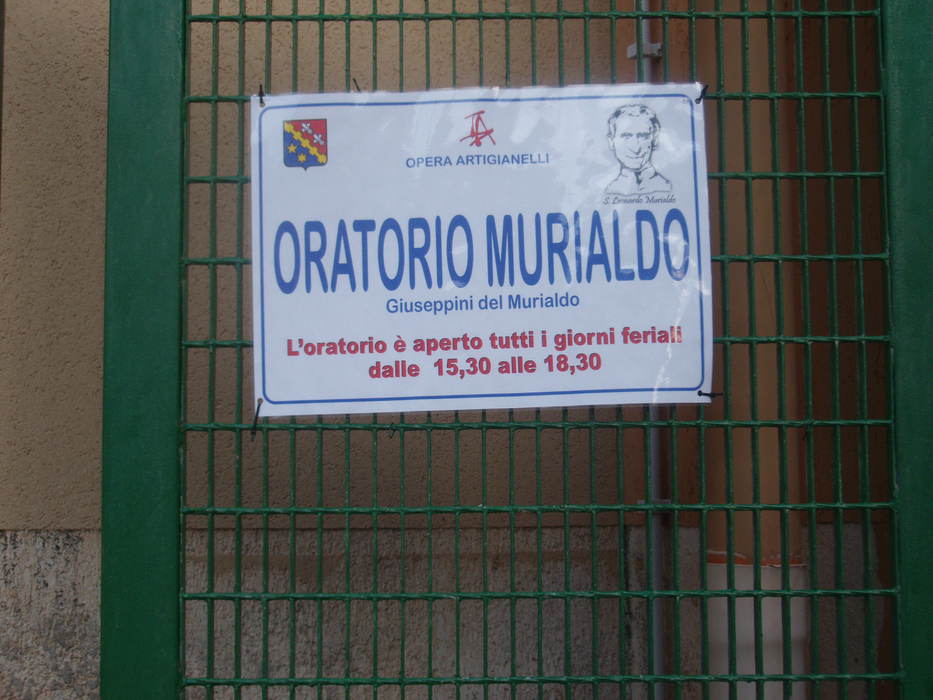 OPERA ARTIGIANELLI
S. Leonardo Murialdo
ORATORIO MURIALDO
Giuseppini del Murialdo
L'oratorio è aperto tutti i giorni feriali
dalle 15,30 alle 18,30